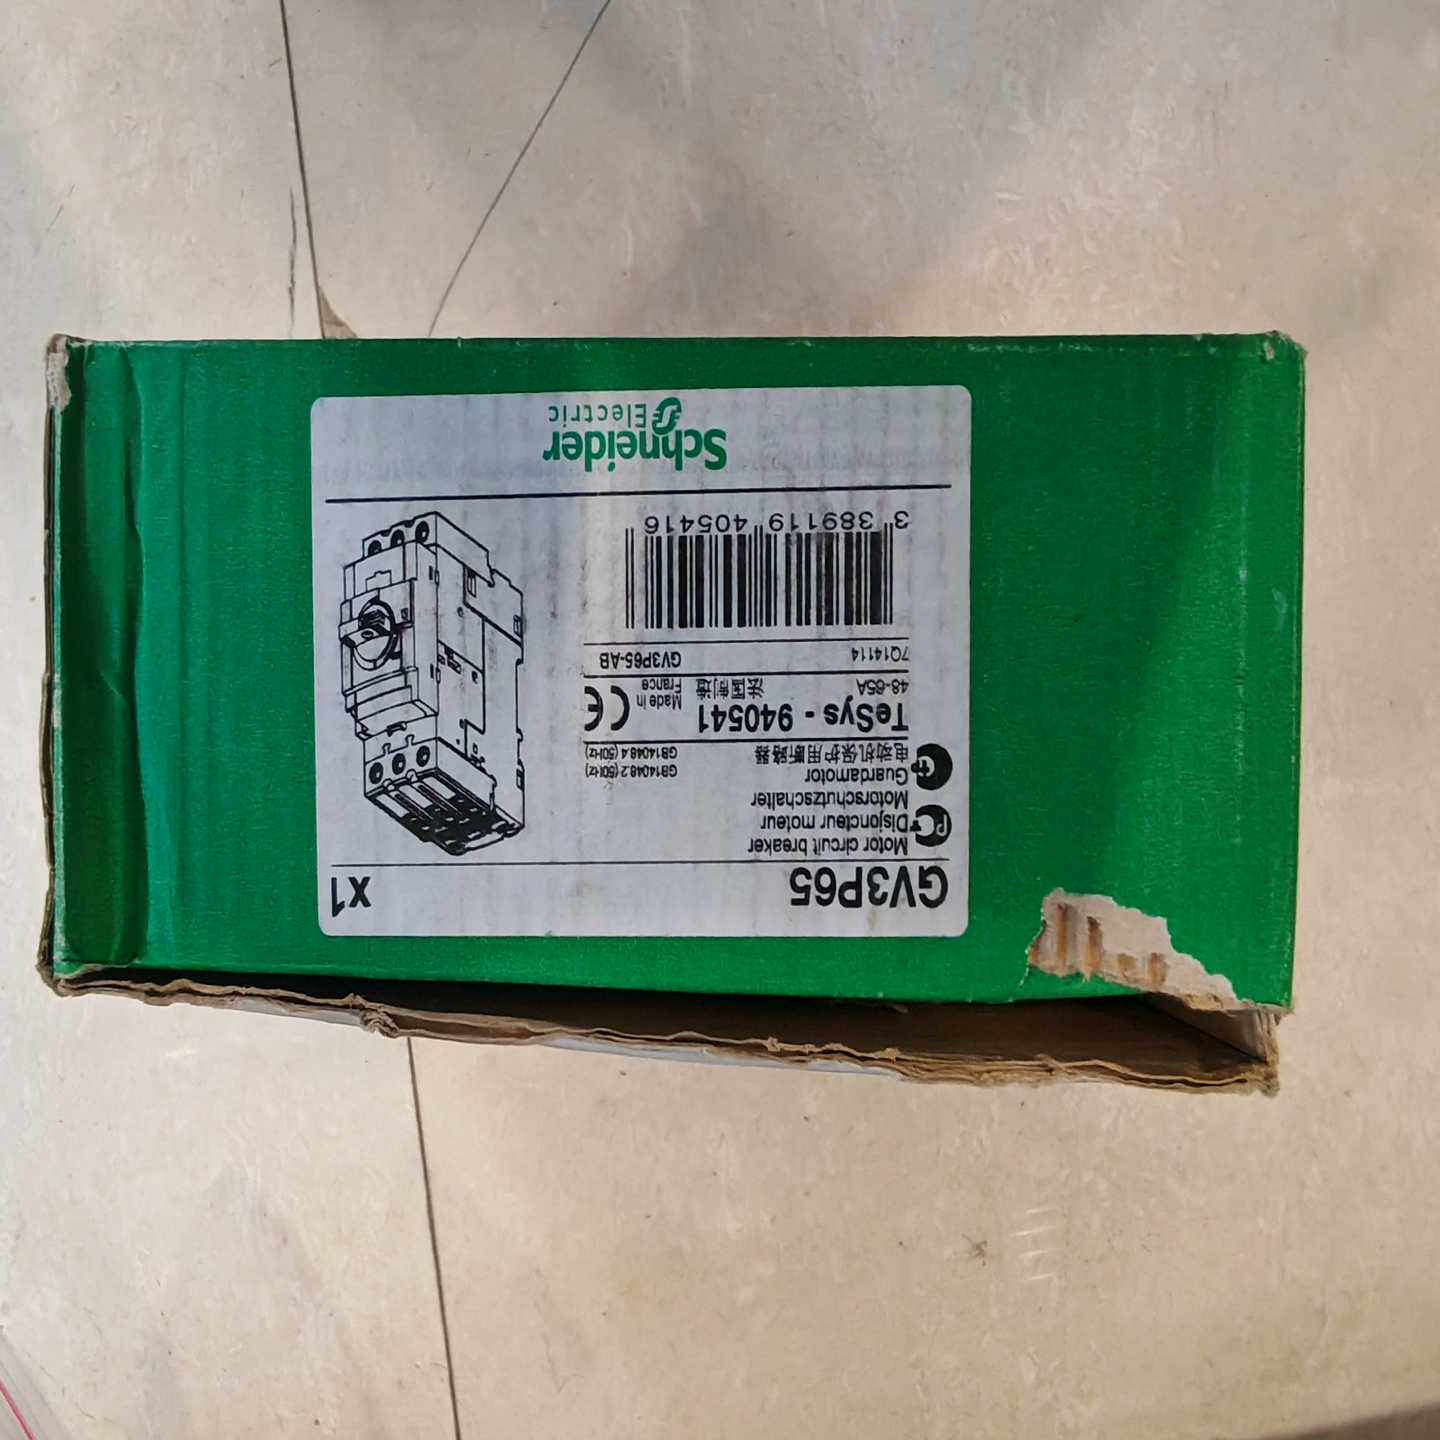 GV3P65 X1
Motor circuit breaker
Disjoncteur moteur
Motorschutzschalter
Guardamotor
电动机保护用断路器
GB14048.2 (50Hz)
GB14048.4 (50Hz)
TeSys - 940541
48-65A
法国制造
Made in
France
CE
7Q14114 GV3P65-AB
3 389119 405416
Schneider
Electric